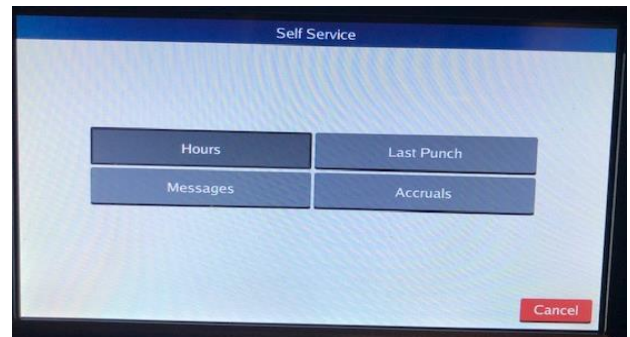 Self Service
Hours
Last Punch
Messages
Accruals
Cancel